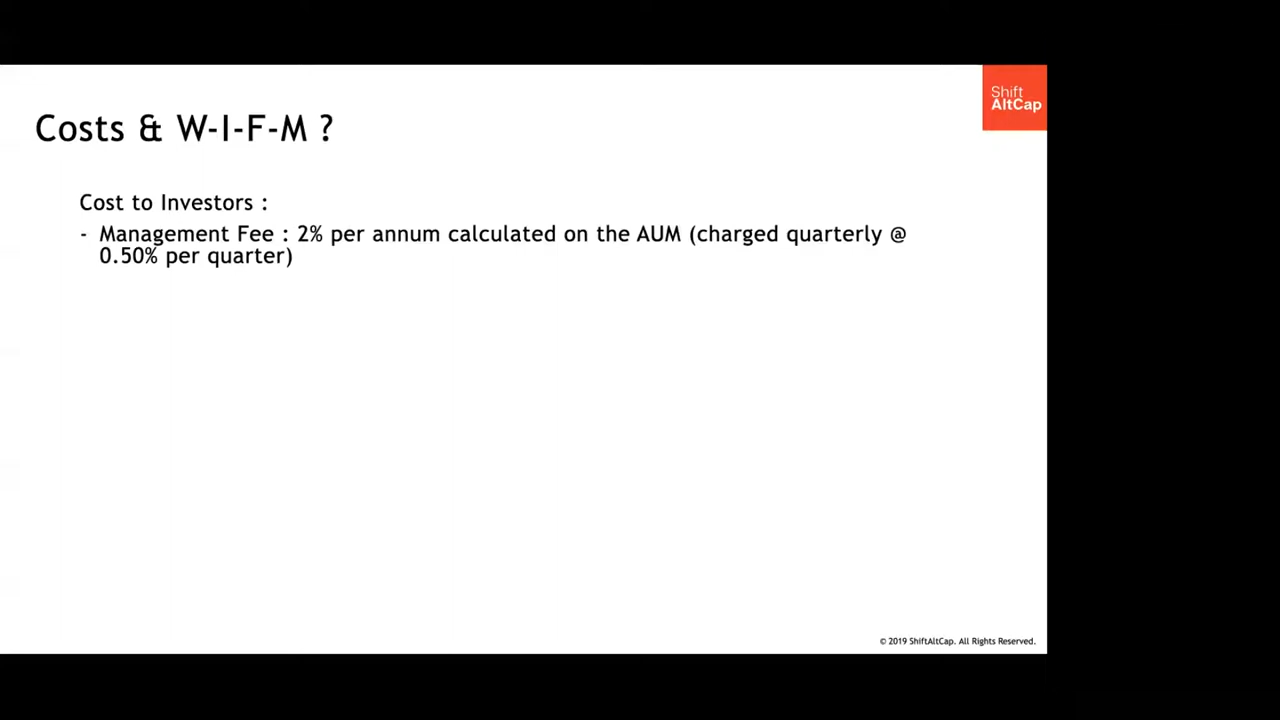 Shift
AltCap
Costs & W-I-F-M ?
Cost to Investors :
- Management Fee : 2% per annum calculated on the AUM (charged quarterly @
0.50% per quarter)
© 2019 ShiftAltCap. All Rights Reserved.